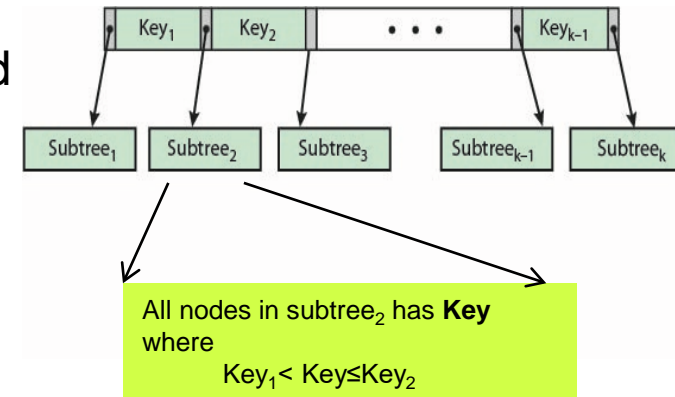 Key₁ Key₂ • • • Keyₖ₋₁
d
Subtree₁ Subtree₂ Subtree₃ Subtreeₖ₋₁ Subtreeₖ
All nodes in subtree₂ has Key
where
Key₁< Key≤Key₂